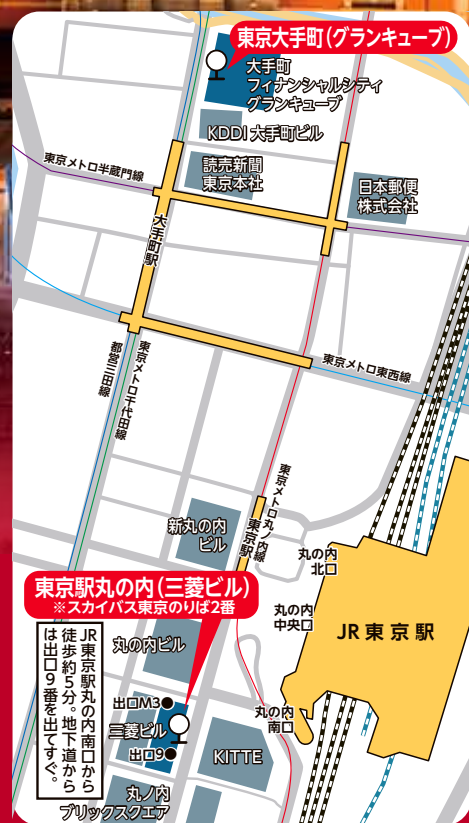 東京大手町(グランキューブ)
大手町
フィナンシャルシティ
グランキューブ
KDDI 大手町ビル
読売新聞
東京本社
東京メトロ半蔵門線
日本郵便
株式会社
大手町駅
東京メトロ東西線
都営三田線
東京メトロ千代田線
東京メトロ丸ノ内線
東京駅
新丸の内
ビル
丸の内
北口
丸の内
中央口
JR東京駅
東京駅丸の内(三菱ビル)
※スカイバス東京のりば2番
JR東京駅丸の内南口から
徒歩約5分。地下道から
は出口9番を出てすぐ。
丸の内ビル
出口M3
三菱ビル
出口9
丸の内
南口
KITTE
丸ノ内
ブリックスクエア